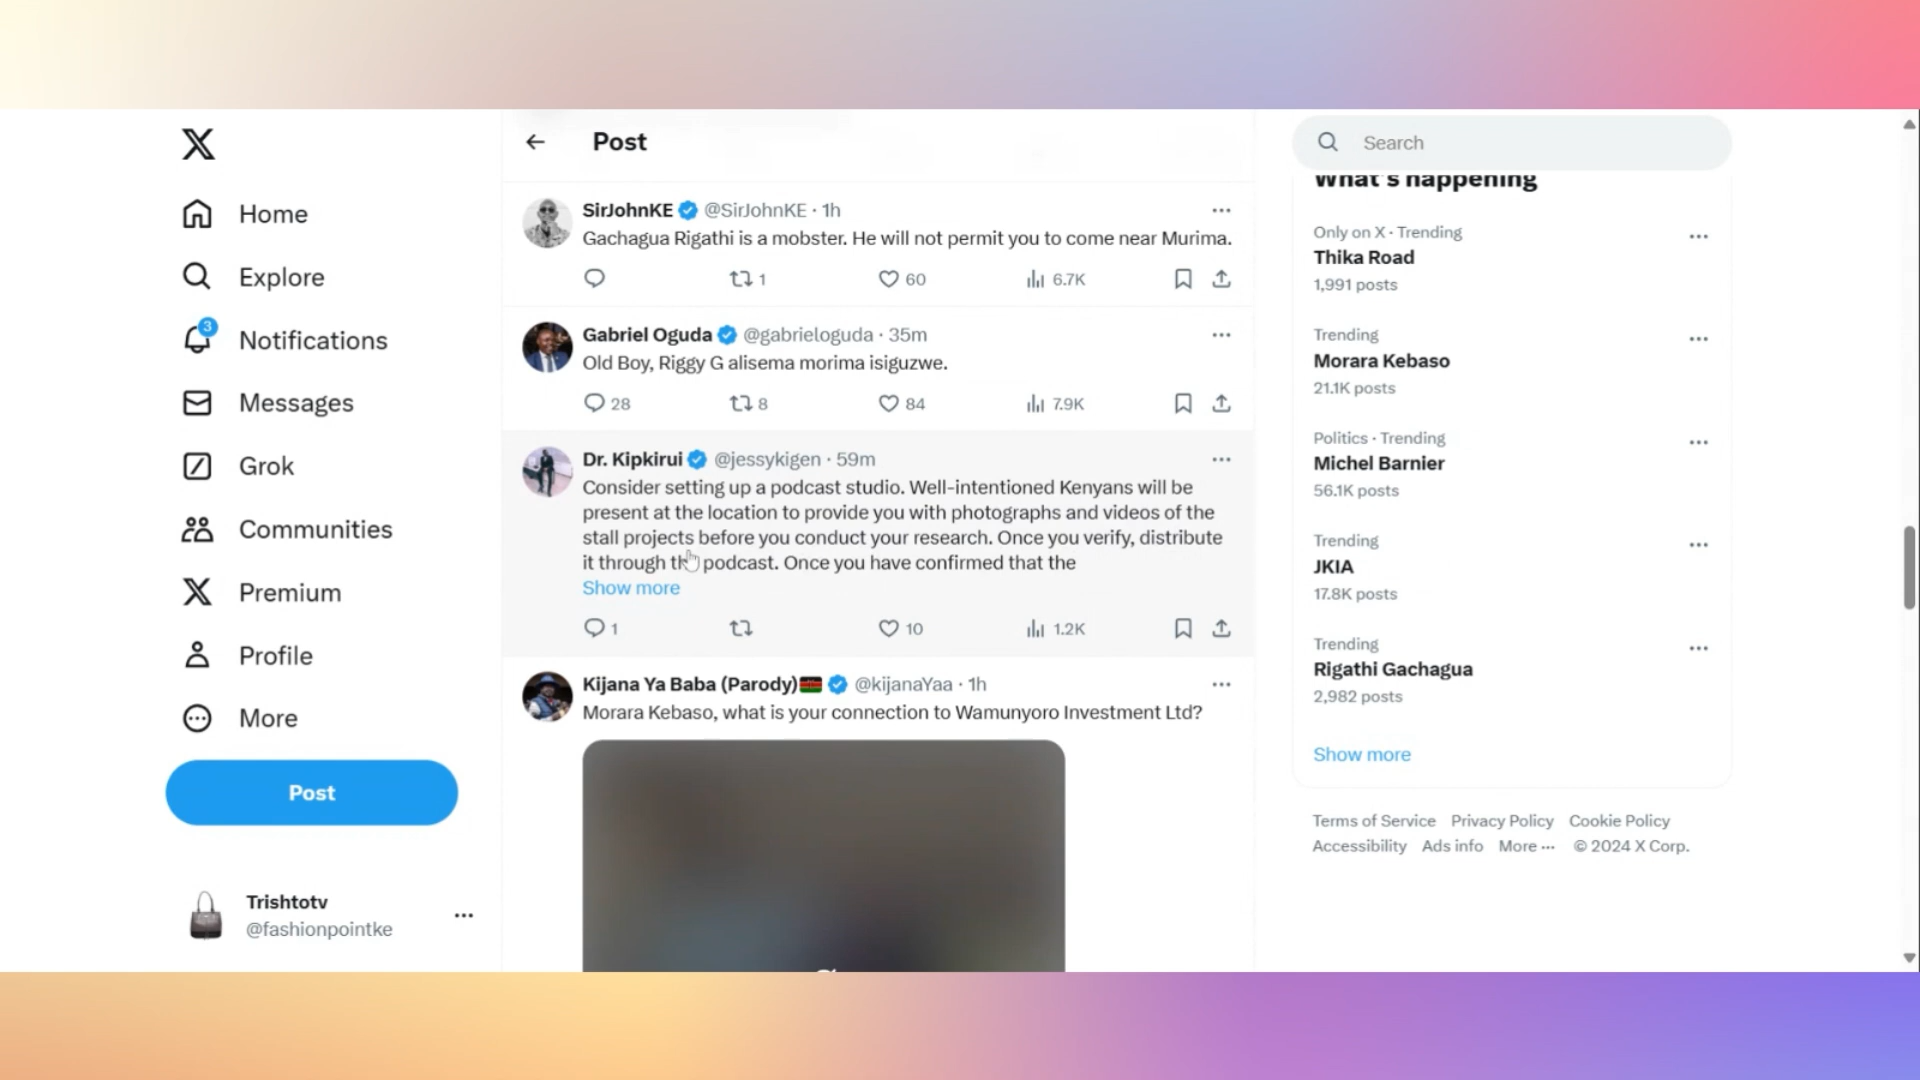 Home
Explore
3
Notifications
Messages
Grok
Communities
Premium
Profile
More
Post
Trishtotv
@fashionpointke
Post
SirJohnKE @SirJohnKE · 1h
Gachagua Rigathi is a mobster. He will not permit you to come near Murima.
1 60 6.7K
Gabriel Oguda @gabrieloguda · 35m
Old Boy, Riggy G alisema morima isiguzwe.
28 8 84 7.9K
Dr. Kipkirui @jessykigen · 59m
Consider setting up a podcast studio. Well-intentioned Kenyans will be
present at the location to provide you with photographs and videos of the
stall projects before you conduct your research. Once you verify, distribute
it through the podcast. Once you have confirmed that the
Show more
1 10 1.2K
Kijana Ya Baba (Parody) @kijanaYaa · 1h
Morara Kebaso, what is your connection to Wamunyoro Investment Ltd?
Search
What's happening
Only on X · Trending
Thika Road
1,991 posts
Trending
Morara Kebaso
21.1K posts
Politics · Trending
Michel Barnier
56.1K posts
Trending
JKIA
17.8K posts
Trending
Rigathi Gachagua
2,982 posts
Show more
Terms of Service Privacy Policy Cookie Policy
Accessibility Ads info More ··· © 2024 X Corp.